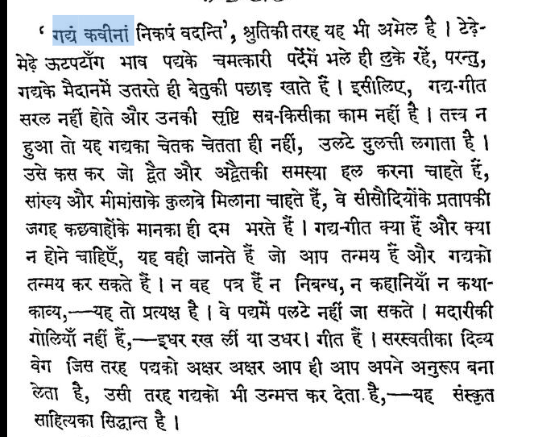 ‘ गद्यं कवीनां निकषं वदन्ति’, श्रुतिकी तरह यह भी अमेल है । टेढ़े-
मेढ़े ऊटपटाँग भाव पद्यके चमत्कारी पर्देमें भले ही लुके रहें, परन्तु,
गद्यके मैदानमें उतरते ही बेतुकी पछाड़ खाते हैं । इसीलिए, गद्य-गीत
सरल नहीं होते और उनकी सृष्टि सब-किसीका काम नहीं है । तत्त्व न
हुआ तो यह गद्यका चेतक चेतता ही नहीं, उलटे दुलत्ती लगाता है ।
उसे कस कर जो द्वैत और अद्वैतकी समस्या हल करना चाहते हैं,
सांख्य और मीमांसाके कुलावे मिलाना चाहते हैं, वे सीसौदियोंके प्रतापकी
जगह कछवाहोंके मानका ही दम भरते हैं । गद्य-गीत क्या हैं और क्या
न होने चाहिएँ, यह वही जानते हैं जो आप तन्मय हैं और गद्यको
तन्मय कर सकते हैं । न वह पत्र हैं न निबन्ध, न कहानियाँ न कथा-
काव्य,—यह तो प्रत्यक्ष है । वे पद्यमें पलटे नहीं जा सकते । मदारीकी
गोलियाँ नहीं हैं,—इधर रख लीं या उधर। गीत हैं । सरस्वतीका दिव्य
वेग जिस तरह पद्यको अक्षर अक्षर आप ही आप अपने अनुरूप बना
लेता है, उसी तरह गद्यको भी उन्मत्त कर देता है,—यह संस्कृत
साहित्यका सिद्धान्त है ।